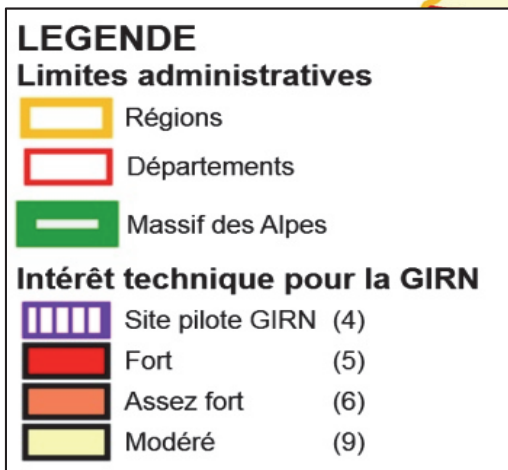 LEGENDE
Limites administratives
Régions
Départements
Massif des Alpes
Intérêt technique pour la GIRN
Site pilote GIRN (4)
Fort (5)
Assez fort (6)
Modéré (9)